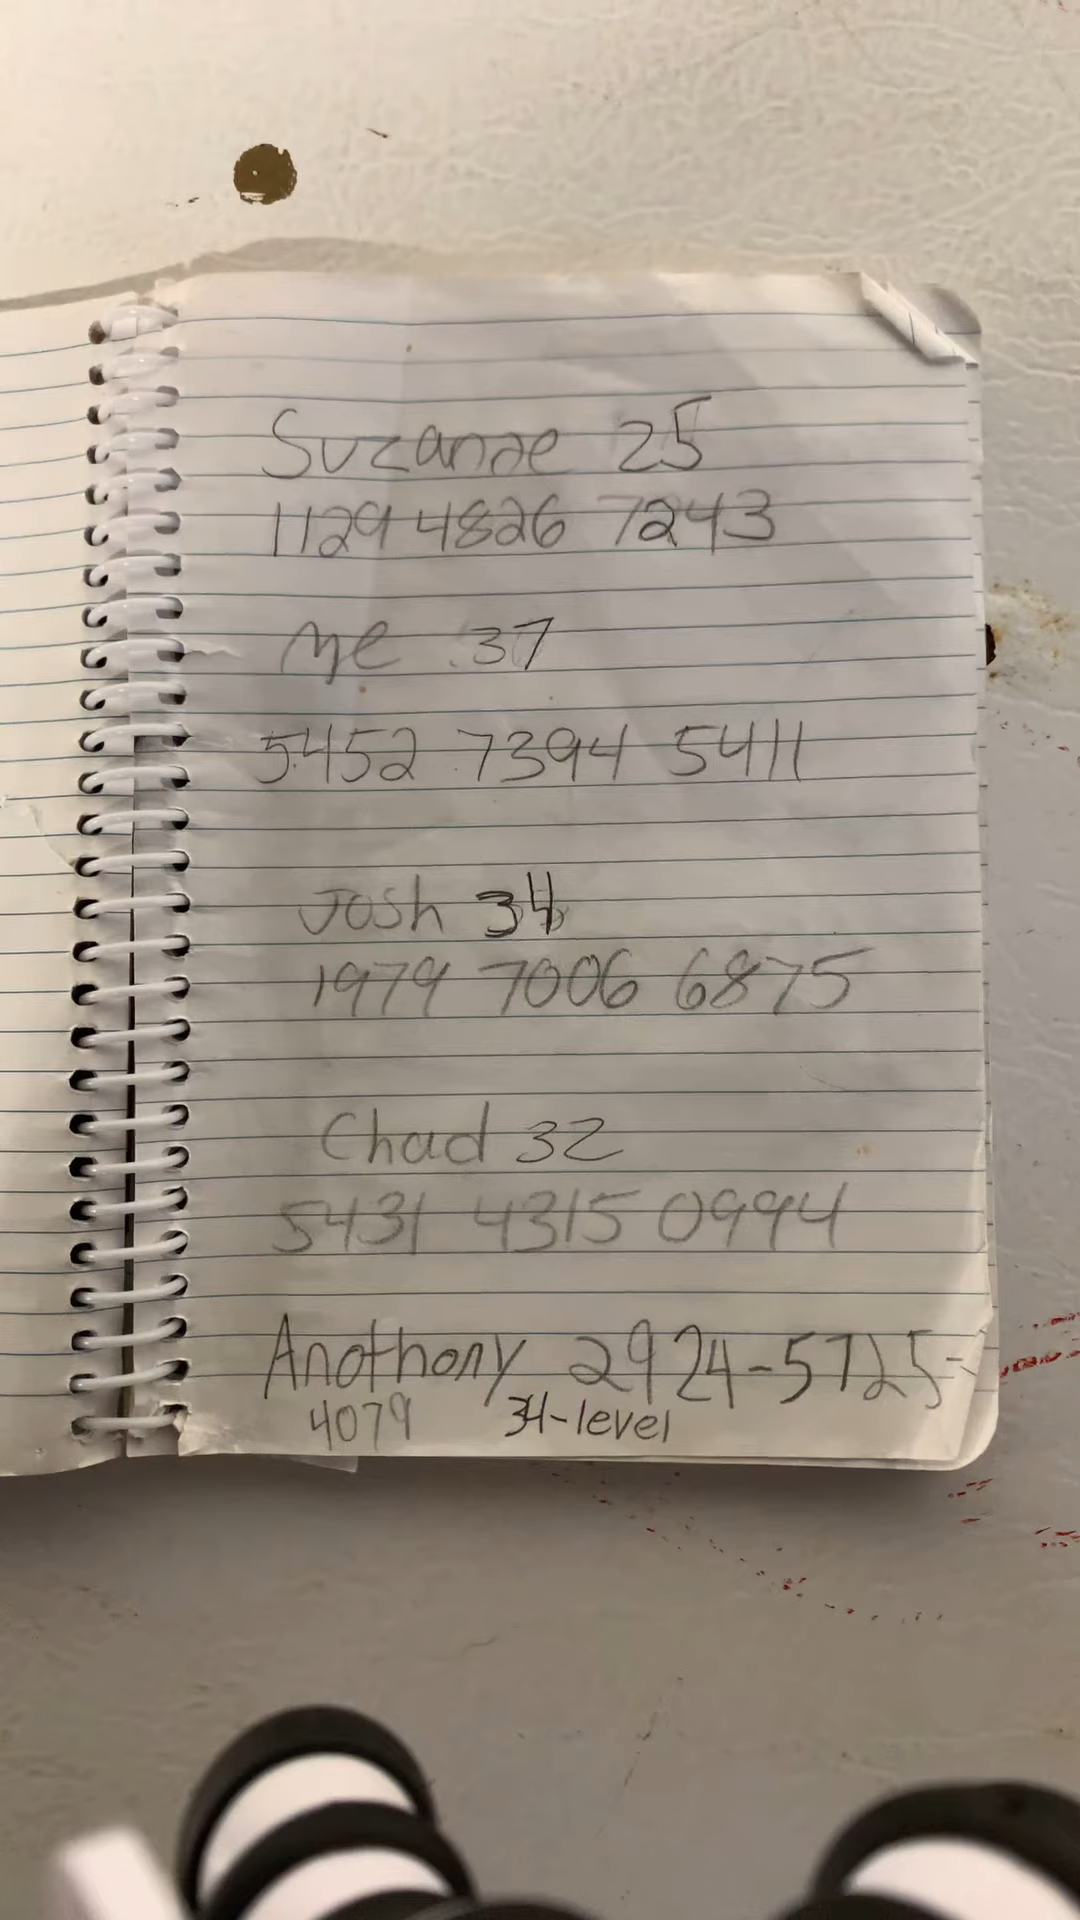 Suzanne 25
1129 4826 7243
Me 37
5452 7394 5411
Josh 34
1979 7006 6875
Chad 32
5431 4315 0994
Anothony 2924-5725-
4079 34-level